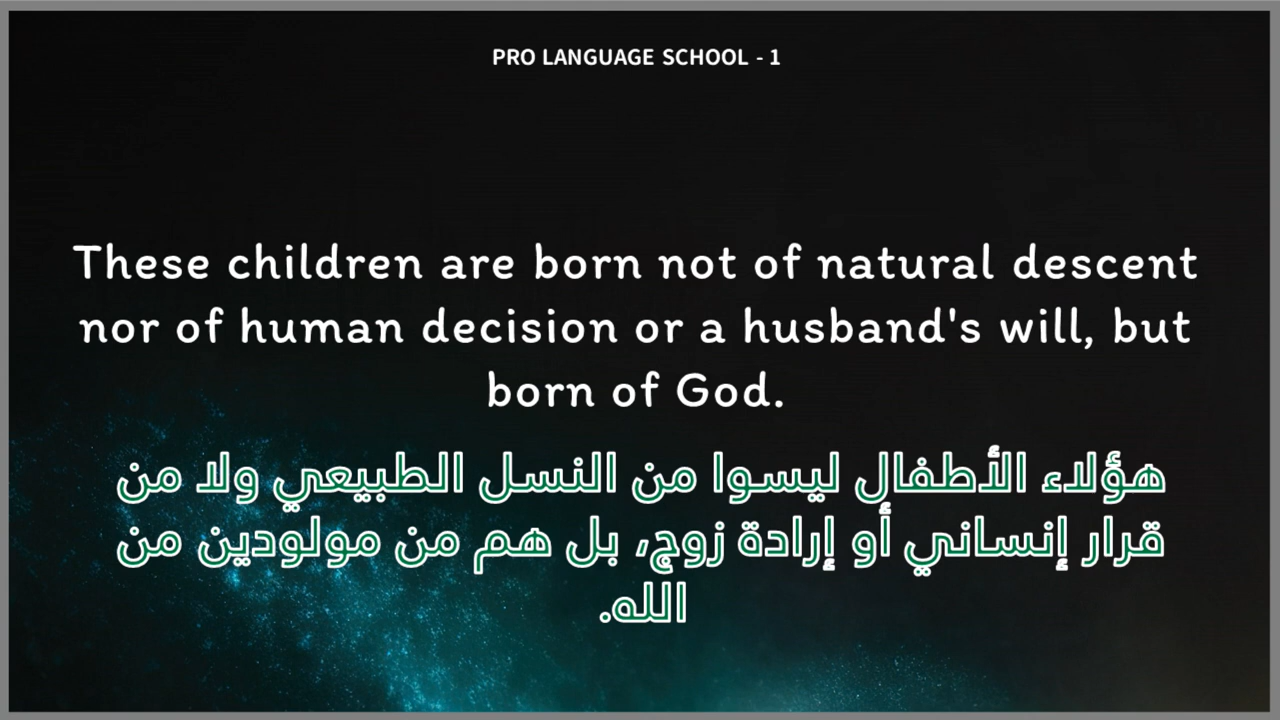 PRO LANGUAGE SCHOOL - 1
These children are born not of natural descent
nor of human decision or a husband's will, but
born of God.
هؤلاء الأطفال ليسوا من النسل الطبيعي ولا من
قرار إنساني أو إرادة زوج، بل هم من مولودين من
الله.